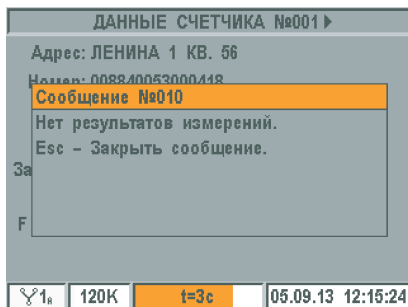 ДАННЫЕ СЧЕТЧИКА №001
Адрес: ЛЕНИНА 1 КВ. 56
Номер: 008840053000418
Сообщение №010
Нет результатов измерений.
Esc – Закрыть сообщение.
За
F
1в 120K t=3c 05.09.13 12:15:24